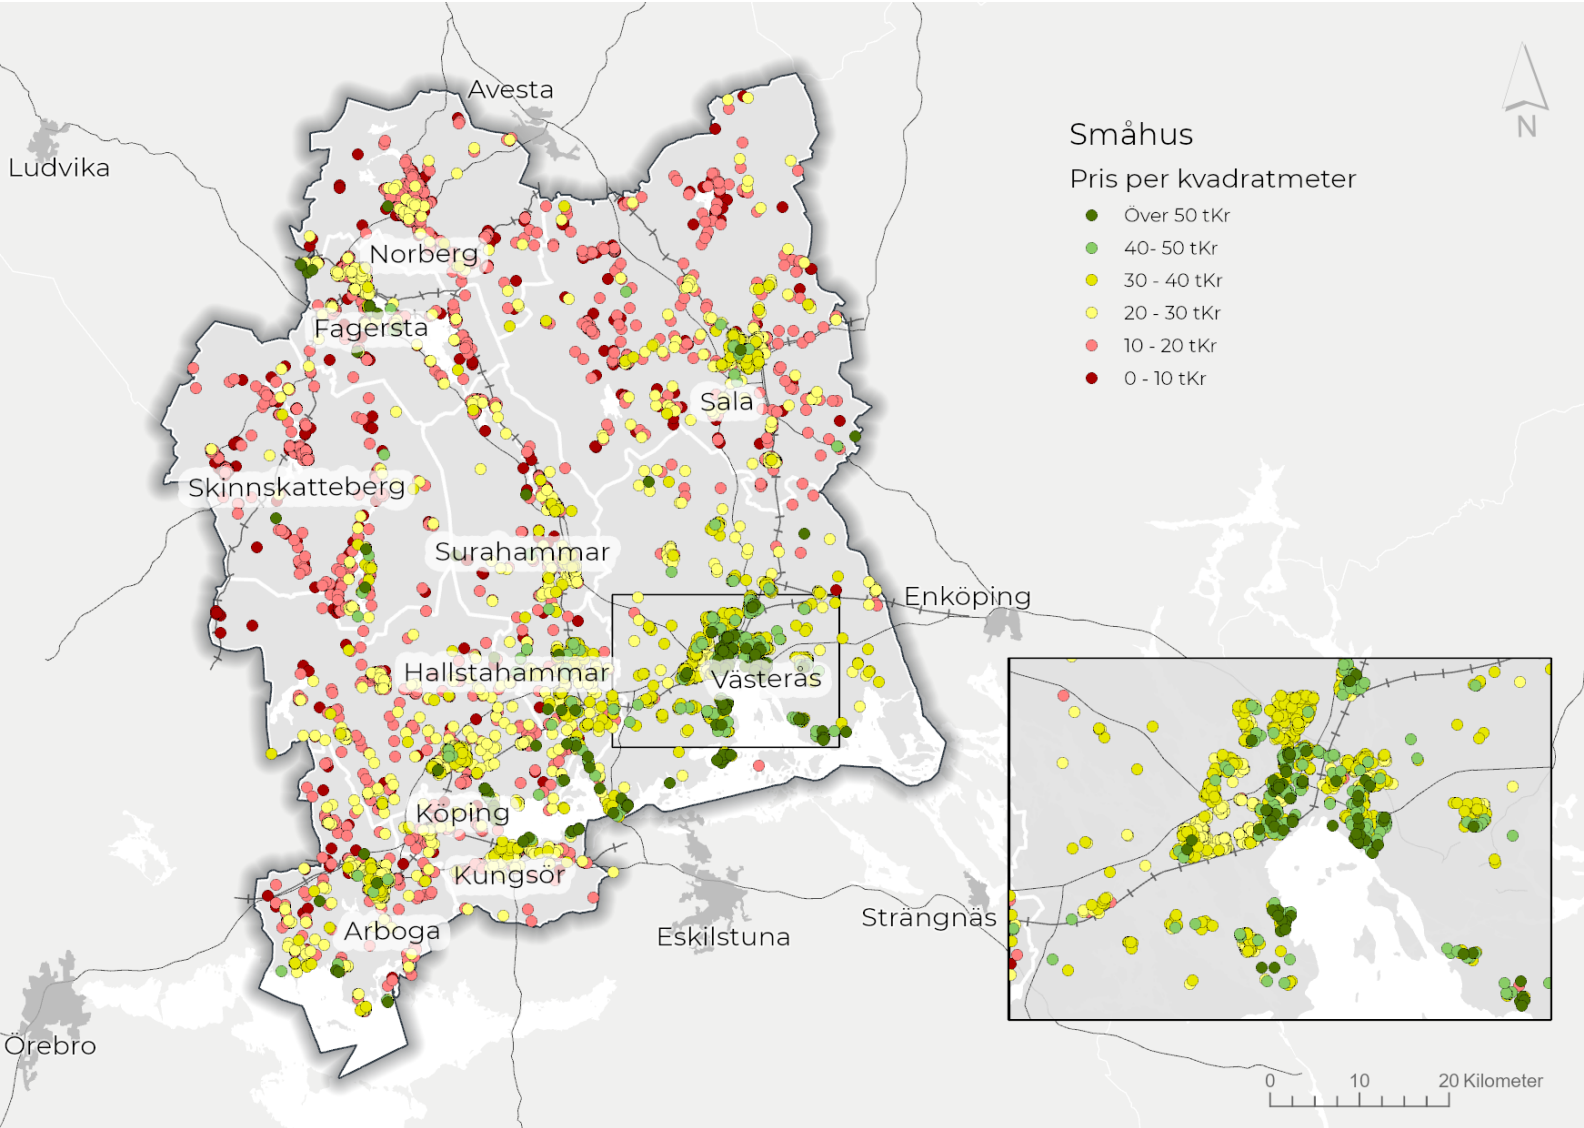 Avesta
Ludvika
Småhus
Pris per kvadratmeter
Över 50 tKr
40- 50 tKr
30 - 40 tKr
20 - 30 tKr
10 - 20 tKr
0 - 10 tKr
N
Norberg
Fagersta
Sala
Skinnskatteberg
Surahammar
Enköping
Hallstahammar
Västerås
Köping
Kungsör
Strängnäs
Arboga
Eskilstuna
Örebro
0 10 20 Kilometer